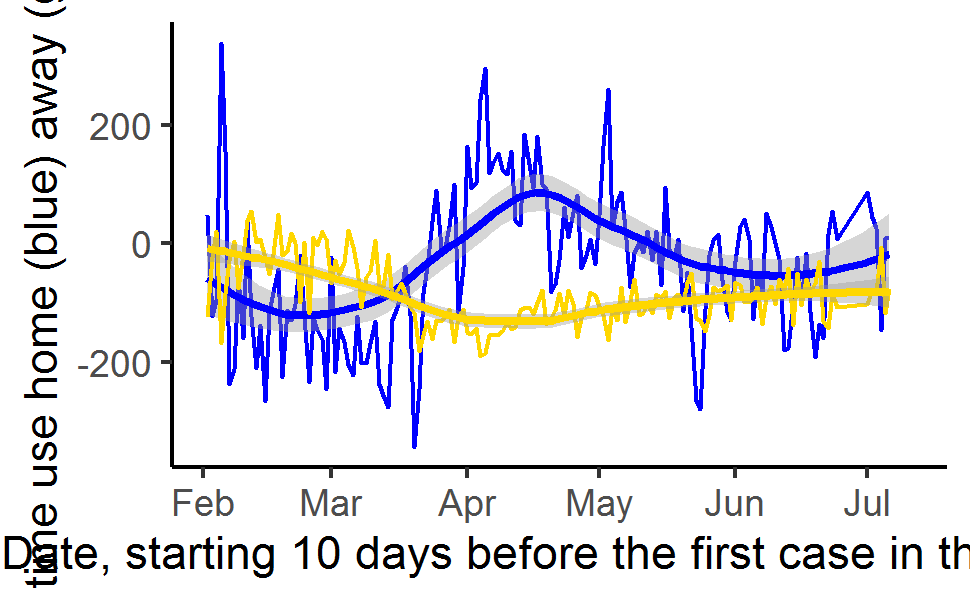 time use home (blue) away (
200
0
-200
Feb Mar Apr May Jun Jul
Date, starting 10 days before the first case in th